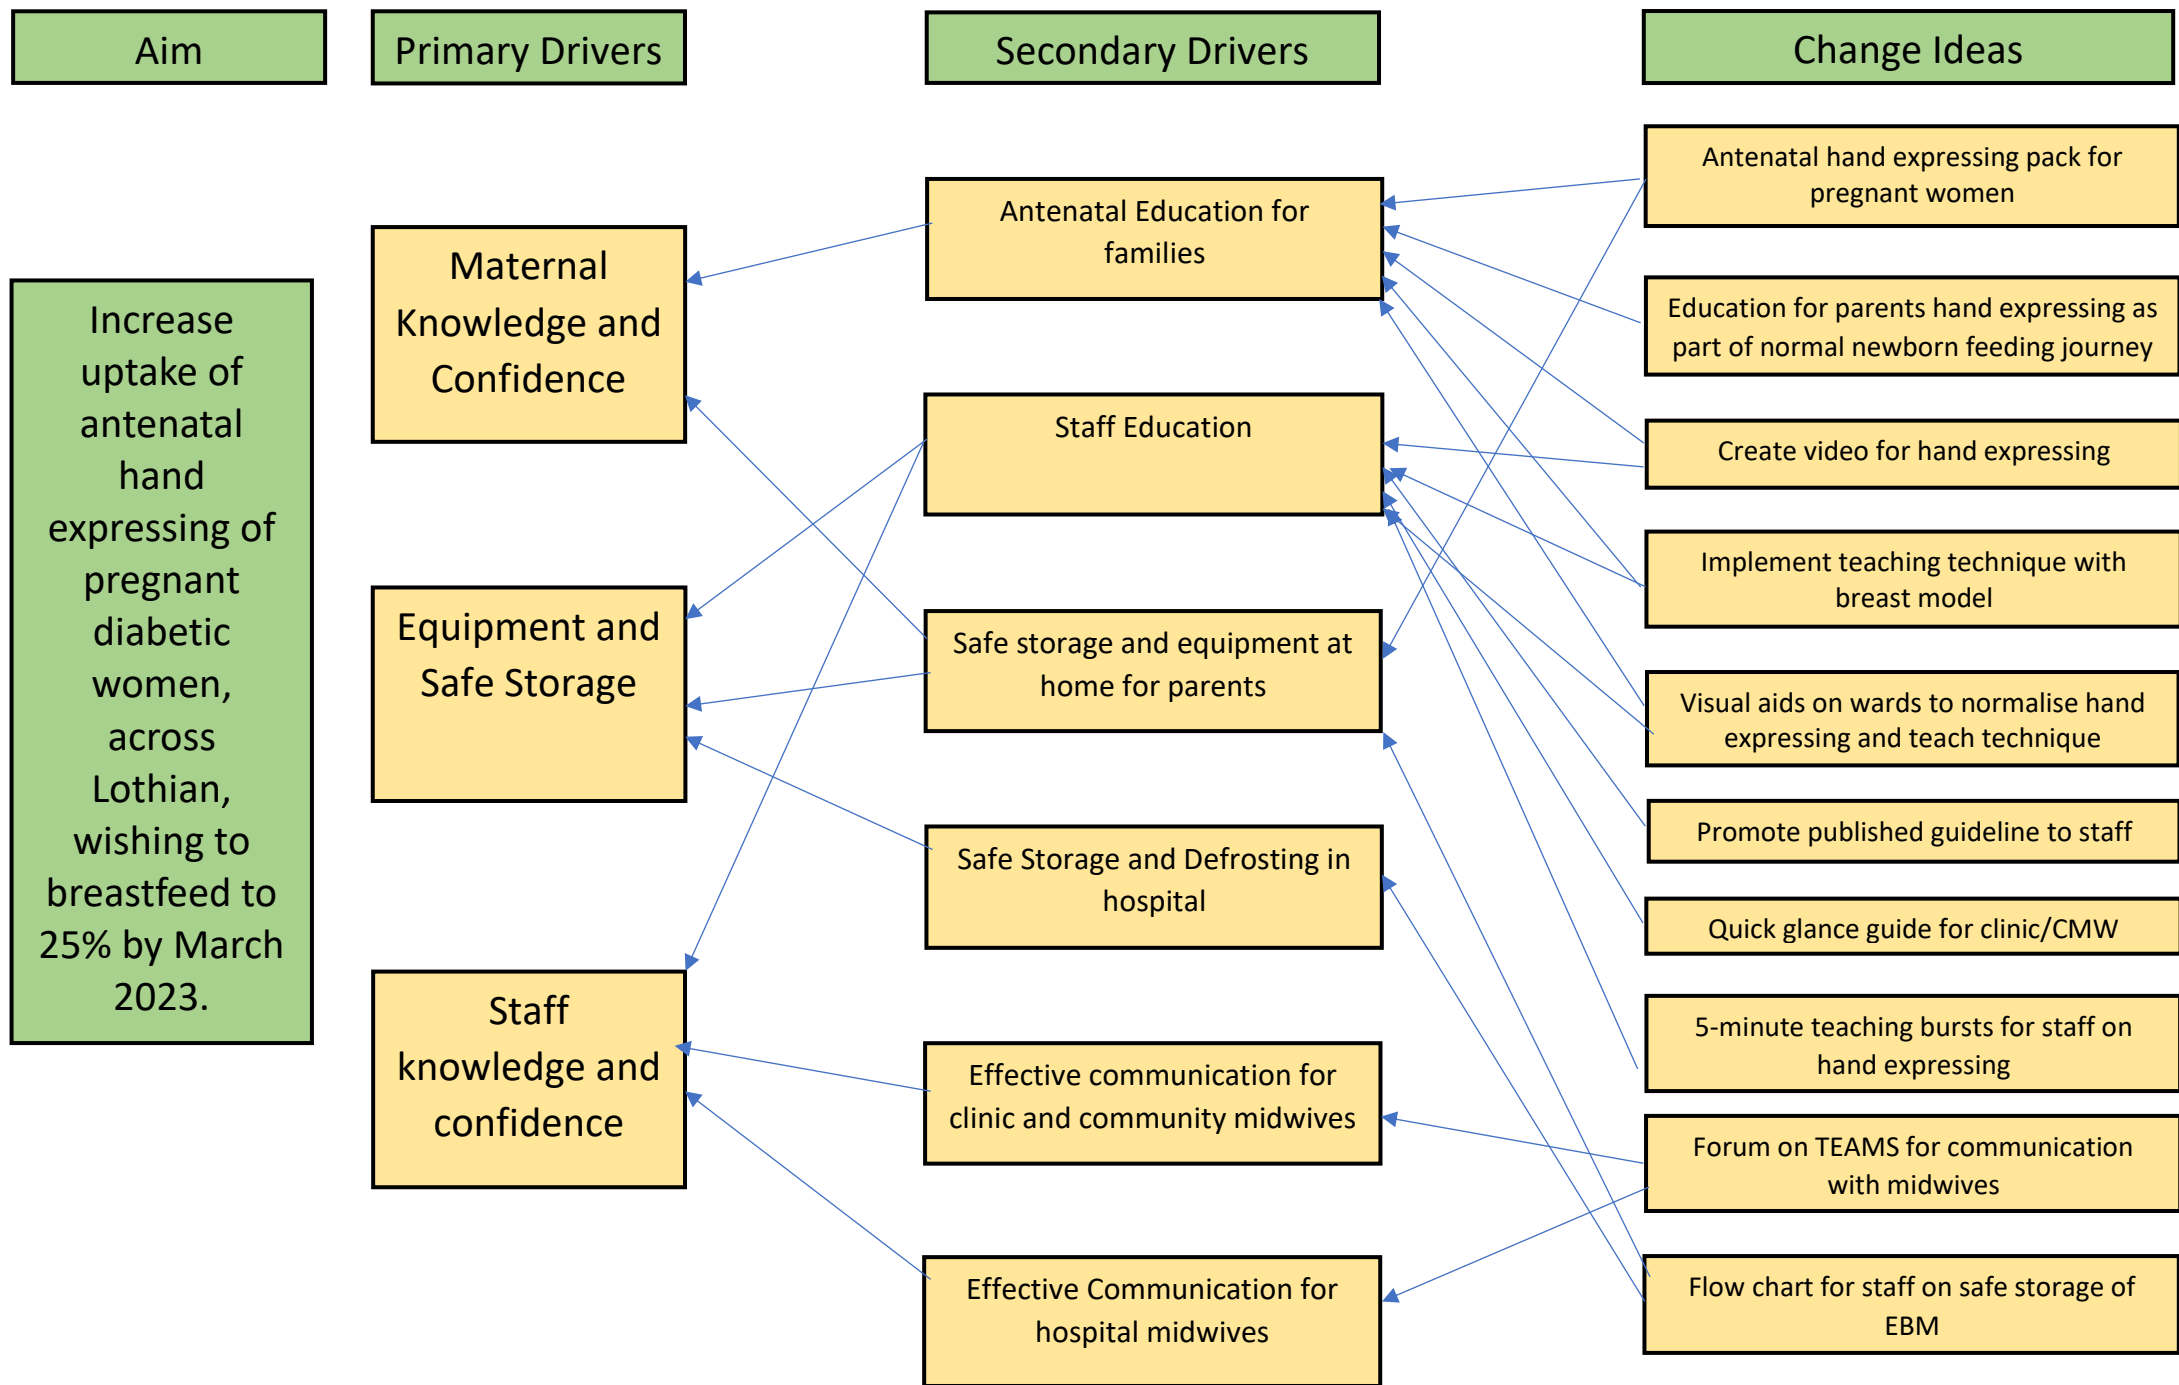 Aim
Primary Drivers
Secondary Drivers
Change Ideas
Increase
uptake of
antenatal
hand
expressing of
pregnant
diabetic
women,
across
Lothian,
wishing to
breastfeed to
25% by March
2023.
Maternal
Knowledge and
Confidence
Equipment and
Safe Storage
Staff
knowledge and
confidence
Antenatal Education for
families
Staff Education
Safe storage and equipment at
home for parents
Safe Storage and Defrosting in
hospital
Effective communication for
clinic and community midwives
Effective Communication for
hospital midwives
Antenatal hand expressing pack for
pregnant women
Education for parents hand expressing as
part of normal newborn feeding journey
Create video for hand expressing
Implement teaching technique with
breast model
Visual aids on wards to normalise hand
expressing and teach technique
Promote published guideline to staff
Quick glance guide for clinic/CMW
5-minute teaching bursts for staff on
hand expressing
Forum on TEAMS for communication
with midwives
Flow chart for staff on safe storage of
EBM